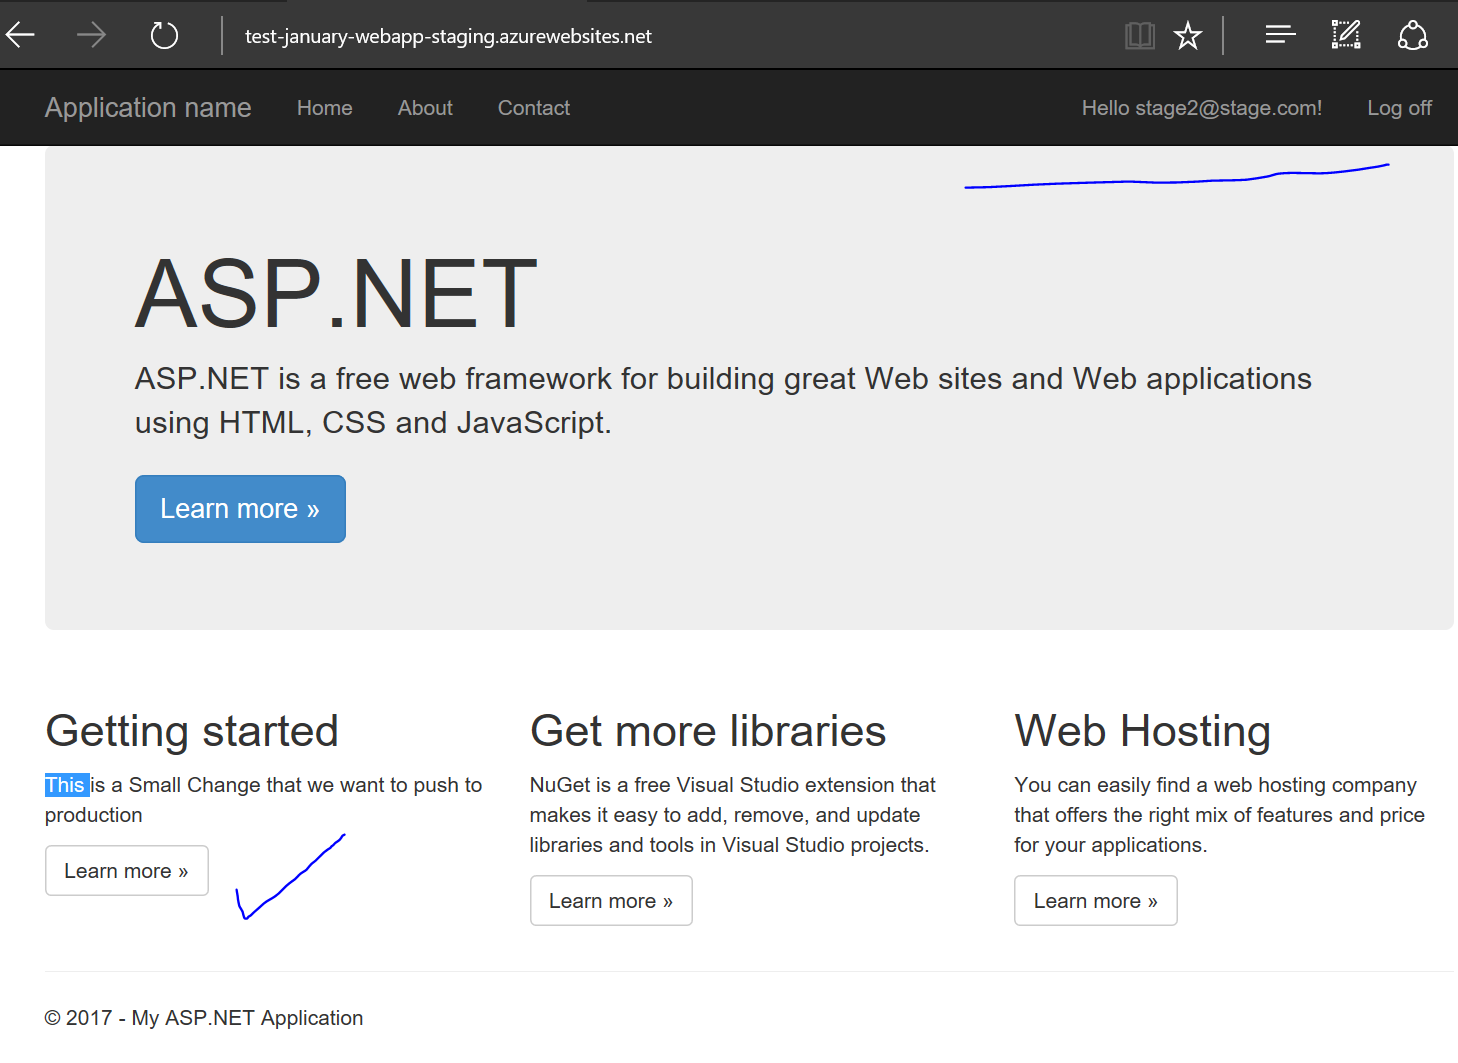 test-january-webapp-staging.azurewebsites.net
Application name Home About Contact Hello stage2@stage.com! Log off
ASP.NET
ASP.NET is a free web framework for building great Web sites and Web applications
using HTML, CSS and JavaScript.
Learn more »
Getting started
This is a Small Change that we want to push to
production
Learn more »
Get more libraries
NuGet is a free Visual Studio extension that
makes it easy to add, remove, and update
libraries and tools in Visual Studio projects.
Learn more »
Web Hosting
You can easily find a web hosting company
that offers the right mix of features and price
for your applications.
Learn more »
© 2017 - My ASP.NET Application